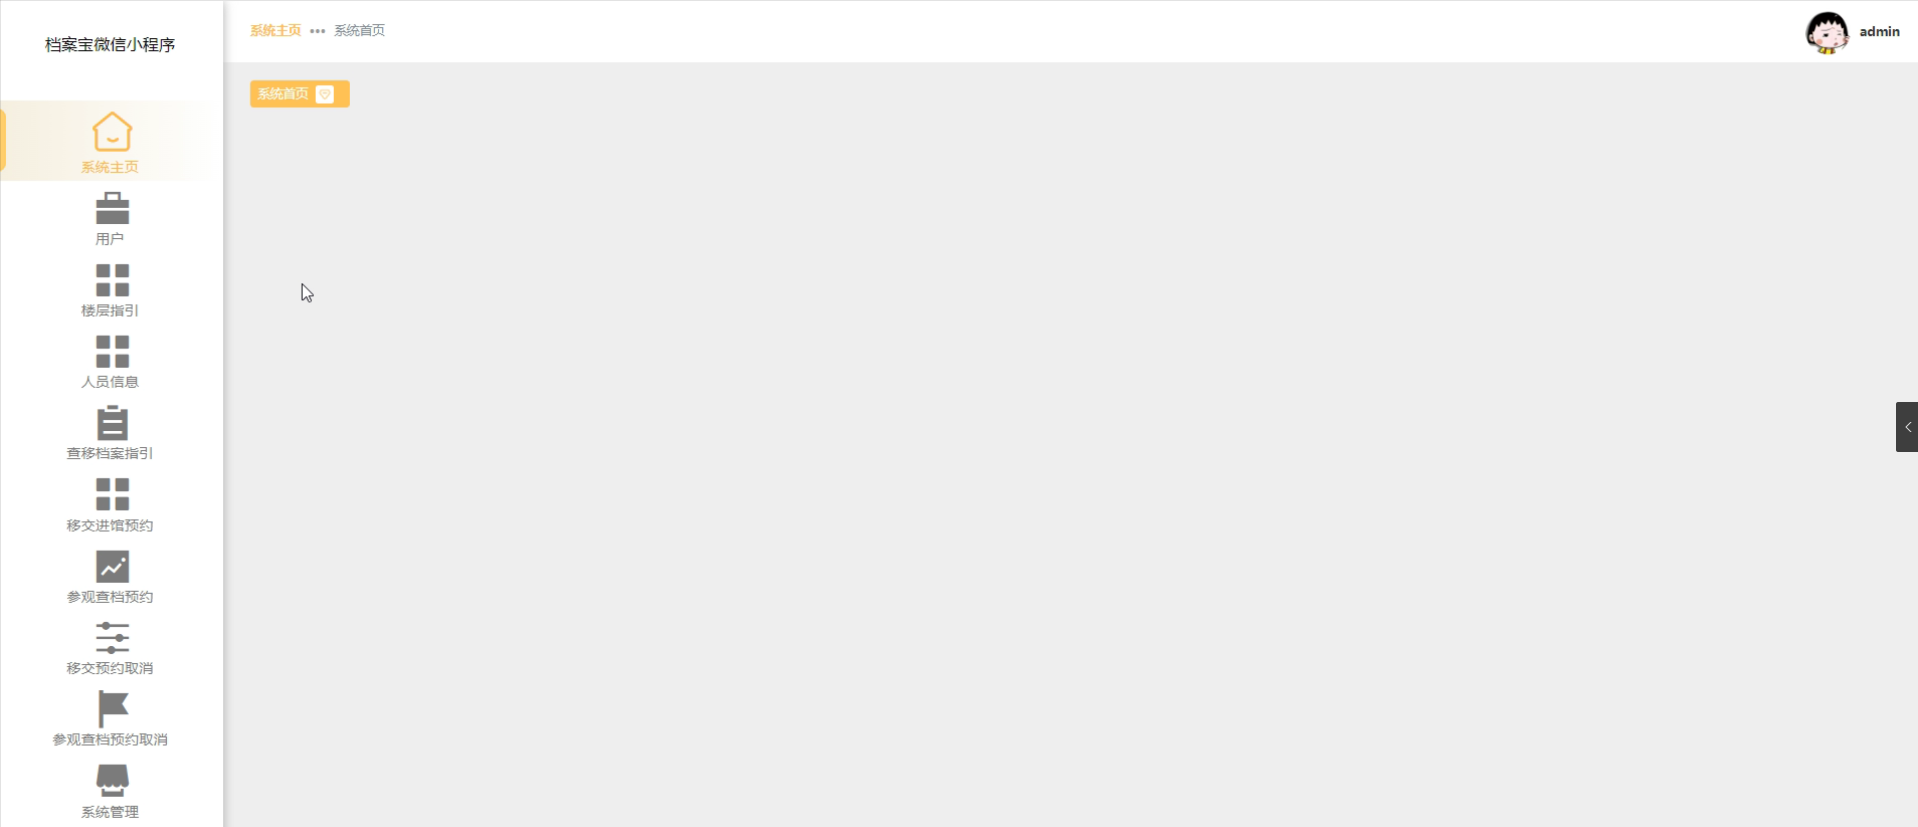 档案宝微信小程序
系统主页 ••• 系统首页
admin
系统首页
系统主页
用户
楼层指引
人员信息
查移档案指引
移交进馆预约
参观查档预约
移交预约取消
参观查档预约取消
系统管理